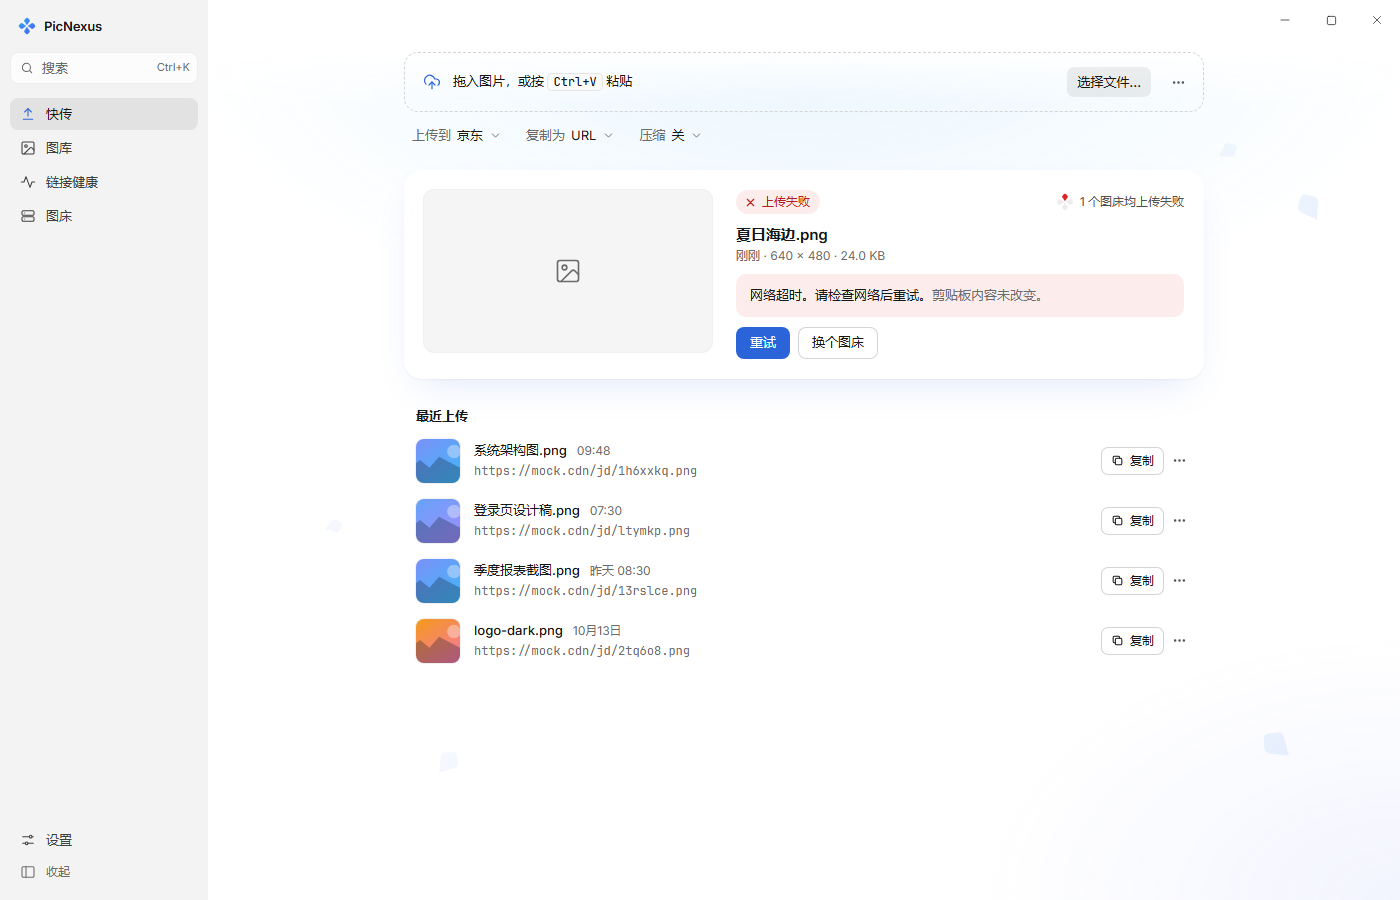 PicNexus
搜索 Ctrl+K
快传
图库
链接健康
图床
设置
收起
拖入图片，或按 Ctrl+V 粘贴
选择文件...
上传到 京东 复制为 URL 压缩 关
上传失败
1 个图床均上传失败
夏日海边.png
刚刚 · 640 × 480 · 24.0 KB
网络超时。请检查网络后重试。剪贴板内容未改变。
重试 换个图床
最近上传
系统架构图.png 09:48
https://mock.cdn/jd/1h6xxkq.png
复制
登录页设计稿.png 07:30
https://mock.cdn/jd/ltymkp.png
复制
季度报表截图.png 昨天 08:30
https://mock.cdn/jd/13rslce.png
复制
logo-dark.png 10月13日
https://mock.cdn/jd/2tq6o8.png
复制